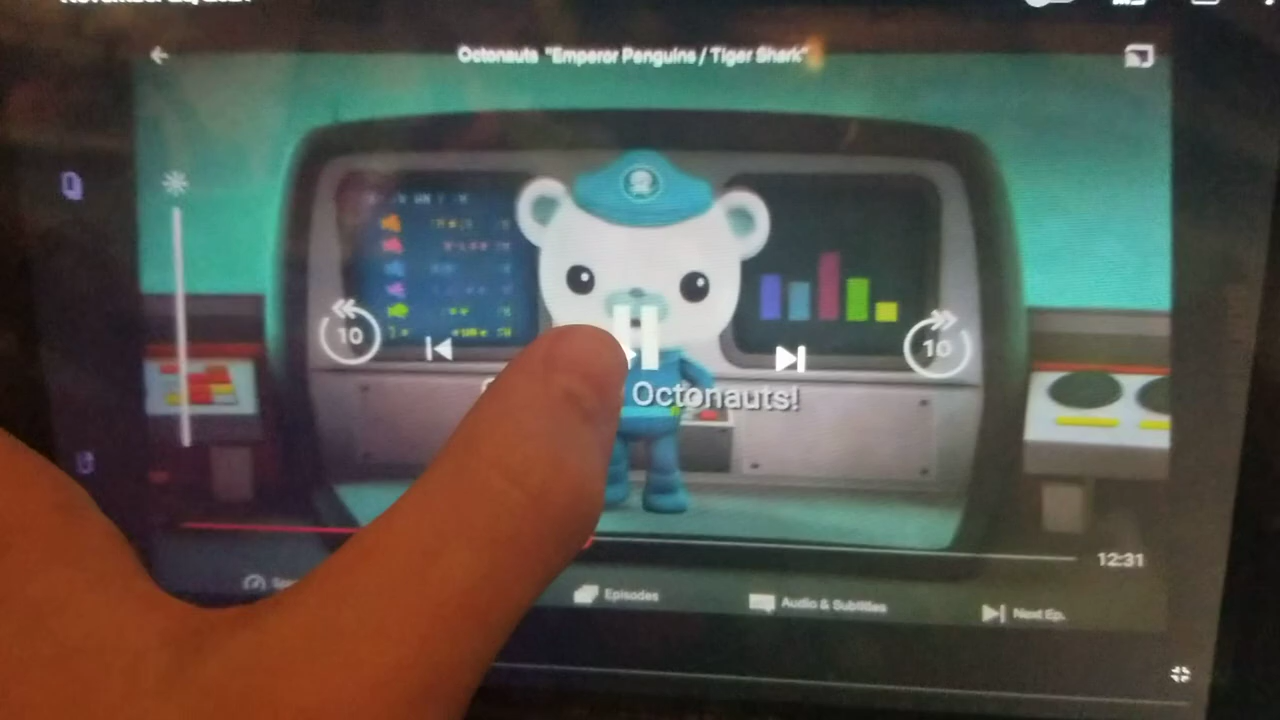 Octonauts "Emperor Penguins / Tiger Shark"
10
10
Octonauts!
12:31
Episodes
Audio & Subtitles
Next Ep.